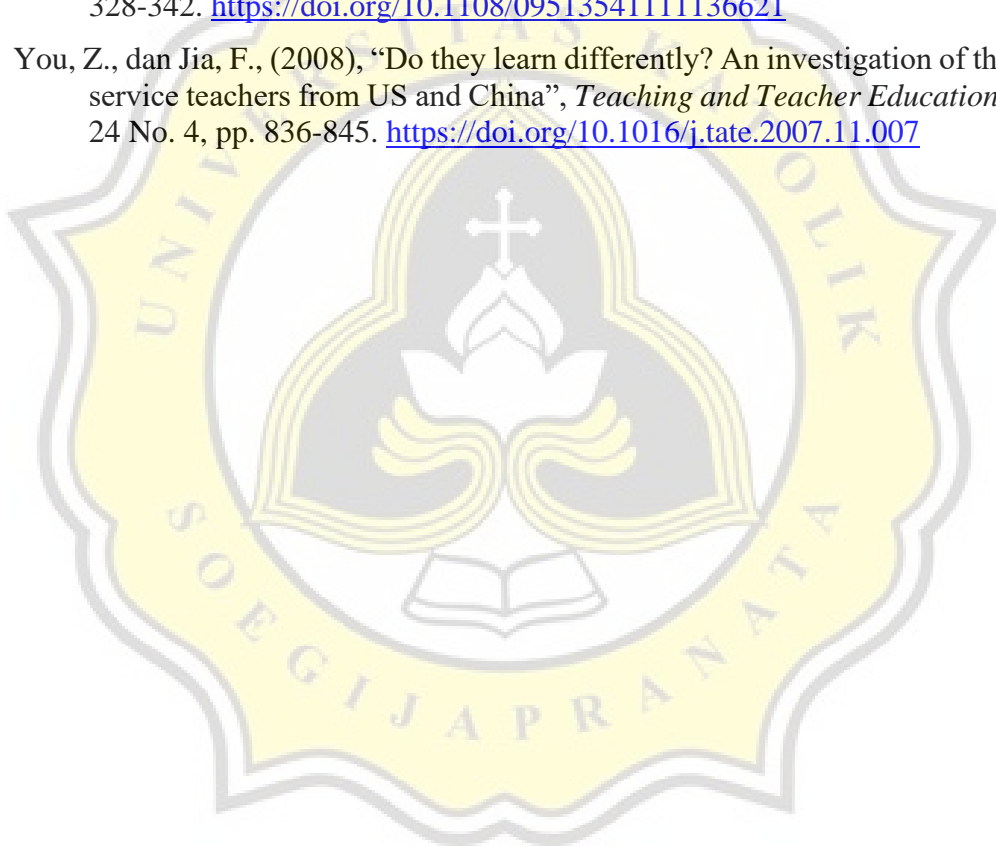 328-342. https://doi.org/10.1108/09513541111136621
You, Z., dan Jia, F., (2008), “Do they learn differently? An investigation of th
service teachers from US and China”, Teaching and Teacher Education
24 No. 4, pp. 836-845. https://doi.org/10.1016/j.tate.2007.11.007
UNIVERSITAS KATOLIK
SOEGIJAPRANATA